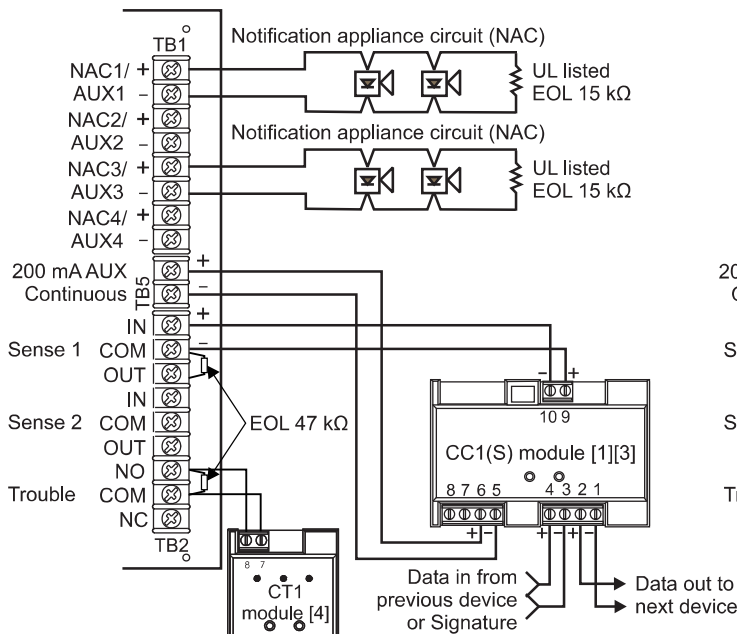 TB1
Notification appliance circuit (NAC)
NAC1/ +
AUX1 –
UL listed
EOL 15 kΩ
NAC2/ +
AUX2 –
Notification appliance circuit (NAC)
NAC3/ +
AUX3 –
UL listed
EOL 15 kΩ
NAC4/ +
AUX4 –
200 mA AUX
Continuous
TB5
+
–
+
–
Sense 1
IN
COM
OUT
Sense 2
IN
COM
OUT
EOL 47 kΩ
Trouble
NO
COM
NC
TB2
– +
10 9
CC1(S) module [1][3]
8 7 6 5 4 3 2 1
+ – + – + –
8 7
CT1
module [4]
Data in from
previous device
or Signature
Data out to
next device
20
C
S
S
Tr